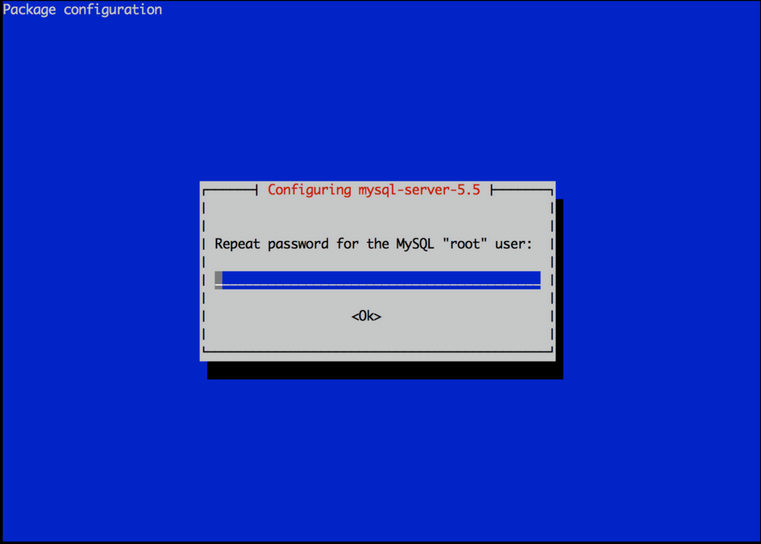 Package configuration
Configuring mysql-server-5.5
Repeat password for the MySQL "root" user:
<Ok>